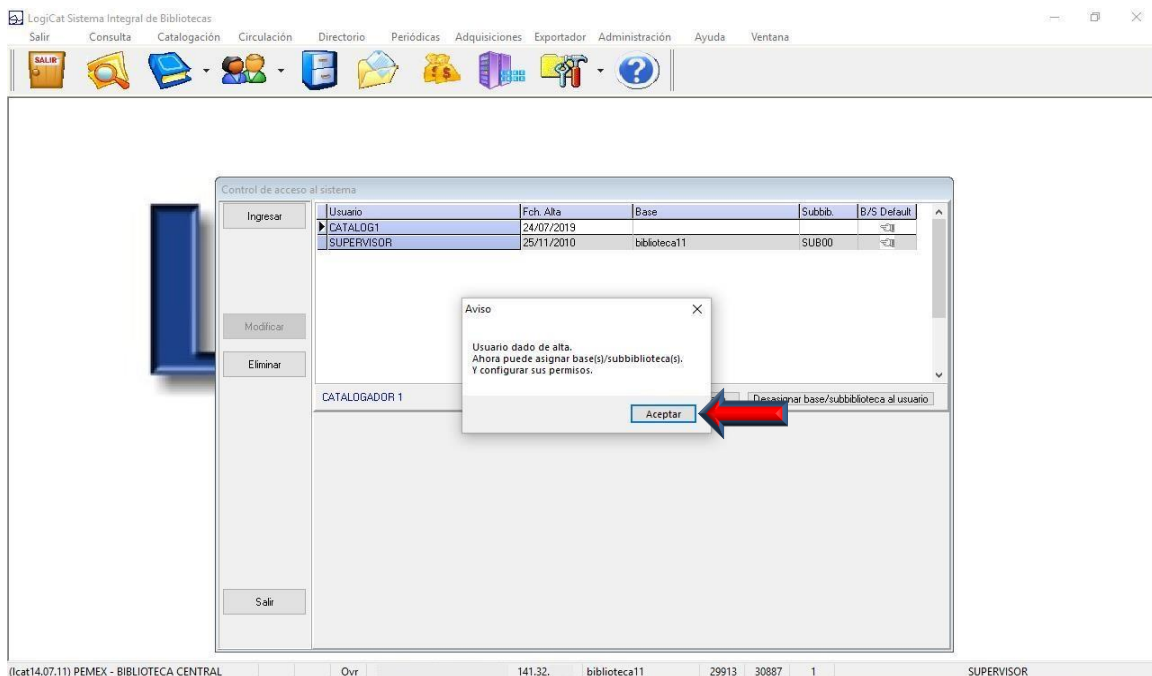 LogiCat Sistema Integral de Bibliotecas
Salir Consulta Catalogación Circulación Directorio Periódicas Adquisiciones Exportador Administración Ayuda Ventana
SALIR
Control de acceso al sistema
Ingresar
Usuario Fch. Alta Base Subbib. B/S Default
CATALOG1 24/07/2019
SUPERVISOR 25/11/2010 biblioteca11 SUB00
Modificar
Eliminar
Aviso
Usuario dado de alta.
Ahora puede asignar base(s)/subbiblioteca(s).
Y configurar sus permisos.
Aceptar
CATALOGADOR 1
Desasignar base/subbiblioteca al usuario
Salir
(lcat14.07.11) PEMEX - BIBLIOTECA CENTRAL Ovr 141.32. biblioteca11 29913 30887 1 SUPERVISOR